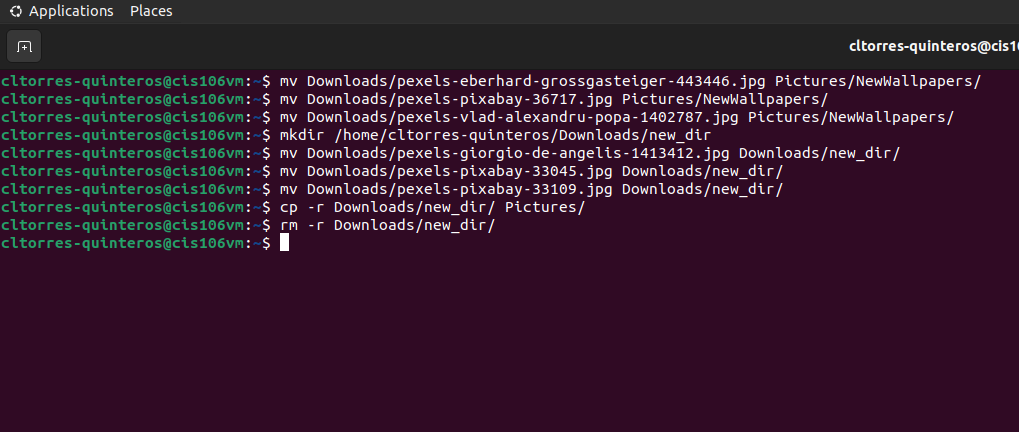 Applications Places
cltorres-quinteros@cis10
cltorres-quinteros@cis106vm:~$ mv Downloads/pexels-eberhard-grossgasteiger-443446.jpg Pictures/NewWallpapers/
cltorres-quinteros@cis106vm:~$ mv Downloads/pexels-pixabay-36717.jpg Pictures/NewWallpapers/
cltorres-quinteros@cis106vm:~$ mv Downloads/pexels-vlad-alexandru-popa-1402787.jpg Pictures/NewWallpapers/
cltorres-quinteros@cis106vm:~$ mkdir /home/cltorres-quinteros/Downloads/new_dir
cltorres-quinteros@cis106vm:~$ mv Downloads/pexels-giorgio-de-angelis-1413412.jpg Downloads/new_dir/
cltorres-quinteros@cis106vm:~$ mv Downloads/pexels-pixabay-33045.jpg Downloads/new_dir/
cltorres-quinteros@cis106vm:~$ mv Downloads/pexels-pixabay-33109.jpg Downloads/new_dir/
cltorres-quinteros@cis106vm:~$ cp -r Downloads/new_dir/ Pictures/
cltorres-quinteros@cis106vm:~$ rm -r Downloads/new_dir/
cltorres-quinteros@cis106vm:~$